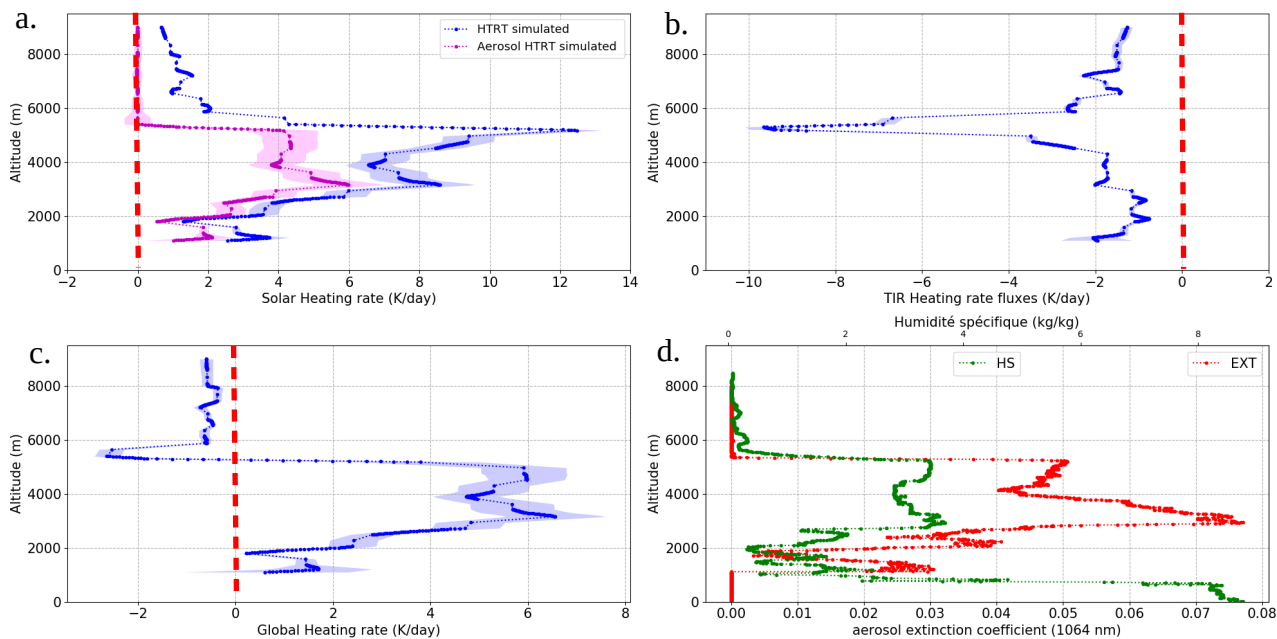 a.
HTRT simulated
Aerosol HTRT simulated
Altitude (m)
8000
6000
4000
2000
0
−2 0 2 4 6 8 10 12 14
Solar Heating rate (K/day)
b.
Altitude (m)
8000
6000
4000
2000
0
−10 −8 −6 −4 −2 0 2
TIR Heating rate fluxes (K/day)
c.
Altitude (m)
8000
6000
4000
2000
0
−2 0 2 4 6 8
Global Heating rate (K/day)
d.
Humidité spécifique (kg/kg)
0 2 4 6 8
HS
EXT
Altitude (m)
8000
6000
4000
2000
0
0.00 0.01 0.02 0.03 0.04 0.05 0.06 0.07 0.08
aerosol extinction coefficient (1064 nm)